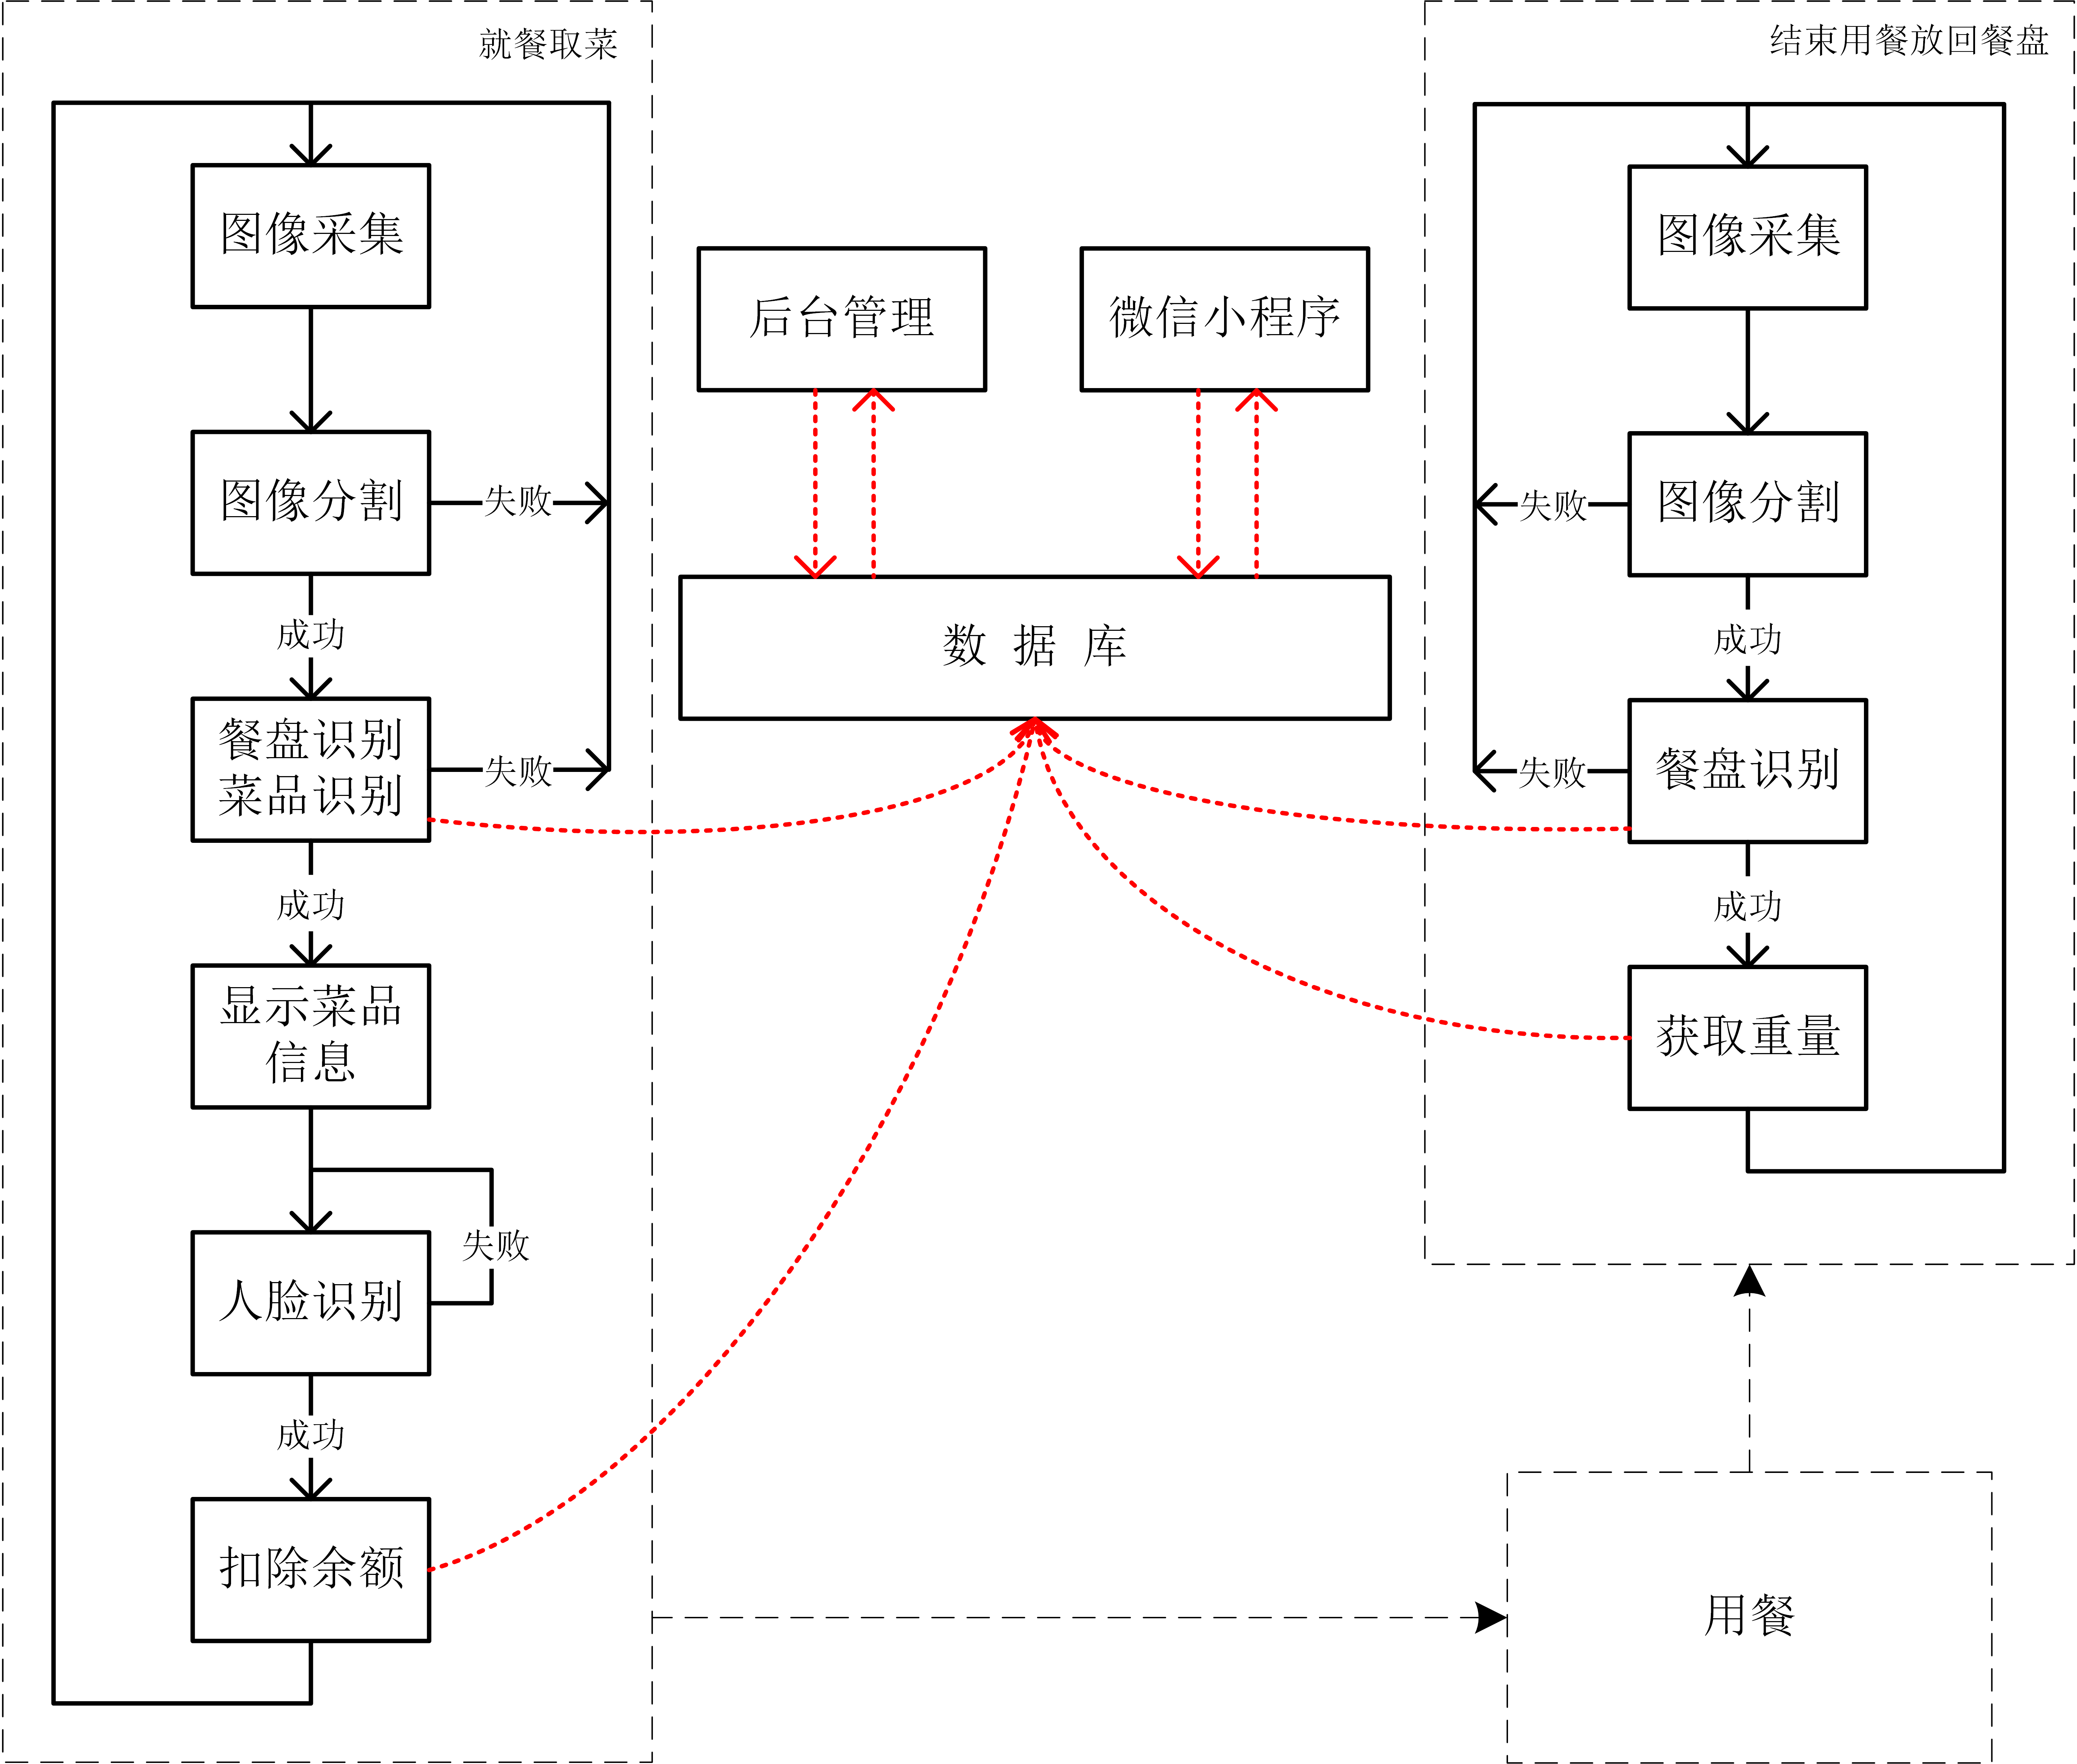 就餐取菜
图像采集
图像分割
失败
成功
餐盘识别
菜品识别
失败
成功
显示菜品
信息
人脸识别
失败
成功
扣除余额
后台管理
微信小程序
数 据 库
结束用餐放回餐盘
图像采集
图像分割
失败
成功
餐盘识别
失败
成功
获取重量
用餐